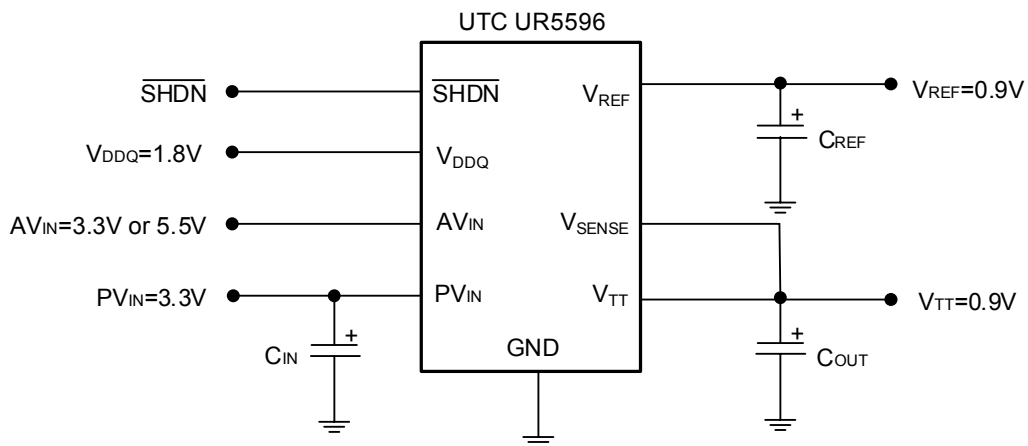 UTC UR5596
SHDN
SHDN
VREF
VREF=0.9V
+
CREF
VDDQ=1.8V
VDDQ
AVIN=3.3V or 5.5V
AVIN
VSENSE
PVIN=3.3V
PVIN
VTT
VTT=0.9V
+
CIN
GND
+
COUT